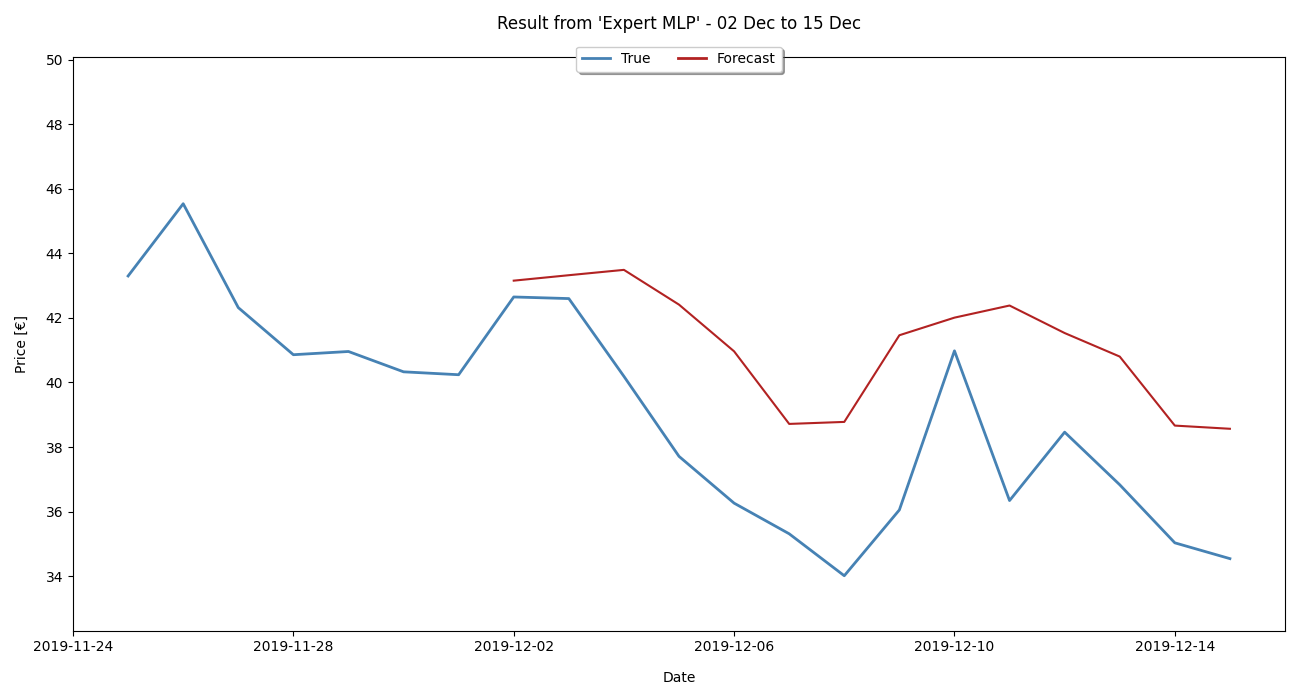 Result from 'Expert MLP' - 02 Dec to 15 Dec
True Forecast
50
48
46
44
42
40
38
36
34
Price [€]
2019-11-24 2019-11-28 2019-12-02 2019-12-06 2019-12-10 2019-12-14
Date